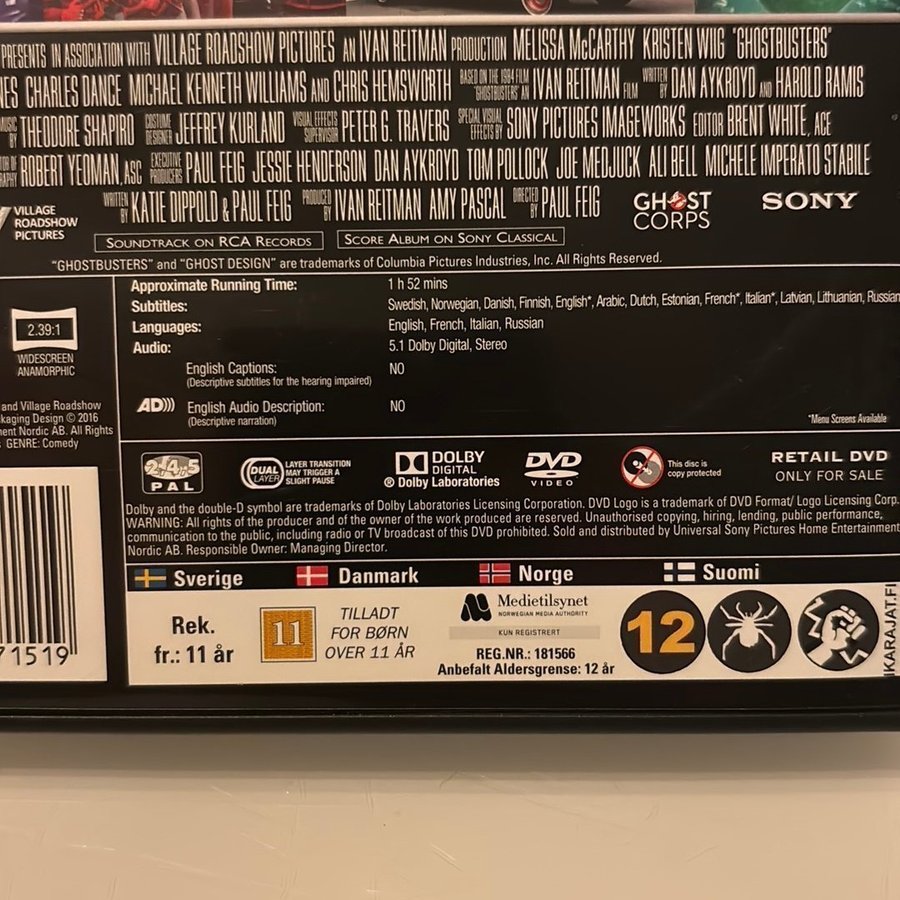 PRESENTS IN ASSOCIATION WITH VILLAGE ROADSHOW PICTURES AN IVAN REITMAN PRODUCTION MELISSA McCARTHY KRISTEN WIIG "GHOSTBUSTERS"
CHARLES DANCE MICHAEL KENNETH WILLIAMS AND CHRIS HEMSWORTH BASED ON THE 1984 FILM "GHOSTBUSTERS" AN IVAN REITMAN FILM WRITTEN BY DAN AYKROYD AND HAROLD RAMIS
MUSIC BY THEODORE SHAPIRO COSTUME DESIGNER JEFFREY KURLAND VISUAL EFFECTS SUPERVISOR PETER G. TRAVERS SPECIAL VISUAL EFFECTS BY SONY PICTURES IMAGEWORKS EDITOR BRENT WHITE, ACE
ROBERT YEOMAN, ASC EXECUTIVE PRODUCERS PAUL FEIG JESSIE HENDERSON DAN AYKROYD TOM POLLOCK JOE MEDJUCK ALI BELL MICHELE IMPERATO STABILE
WRITTEN BY KATIE DIPPOLD & PAUL FEIG PRODUCED BY IVAN REITMAN AMY PASCAL DIRECTED BY PAUL FEIG
VILLAGE
ROADSHOW
PICTURES
GHOST
CORPS
SONY
SOUNDTRACK ON RCA RECORDS
SCORE ALBUM ON SONY CLASSICAL
"GHOSTBUSTERS" and "GHOST DESIGN" are trademarks of Columbia Pictures Industries, Inc. All Rights Reserved.
2.39:1
WIDESCREEN
ANAMORPHIC
Approximate Running Time: 1 h 52 mins
Subtitles: Swedish, Norwegian, Danish, Finnish, English*, Arabic, Dutch, Estonian, French*, Italian*, Latvian, Lithuanian, Russian
Languages: English, French, Italian, Russian
Audio: 5.1 Dolby Digital, Stereo
English Captions: NO
(Descriptive subtitles for the hearing impaired)
AD))) English Audio Description: NO
(Descriptive narration)
*Menu Screens Available
and Village Roadshow
Design © 2016
Nordic AB. All Rights
GENRE: Comedy
2,4,5
PAL
DUAL
LAYER
LAYER TRANSITION
MAY TRIGGER A
SLIGHT PAUSE
DOLBY
DIGITAL
® Dolby Laboratories
DVD
VIDEO
This disc is
copy protected
RETAIL DVD
ONLY FOR SALE
Dolby and the double-D symbol are trademarks of Dolby Laboratories Licensing Corporation. DVD Logo is a trademark of DVD Format/ Logo Licensing Corp.
WARNING: All rights of the producer and of the owner of the work produced are reserved. Unauthorised copying, hiring, lending, public performance,
communication to the public, including radio or TV broadcast of this DVD prohibited. Sold and distributed by Universal Sony Pictures Home Entertainment
Nordic AB. Responsible Owner: Managing Director.
Sverige
Danmark
Norge
Suomi
71519
Rek.
fr.: 11 år
11
TILLADT
FOR BØRN
OVER 11 ÅR
Medietilsynet
NORWEGIAN MEDIA AUTHORITY
KUN REGISTRERT
REG.NR.: 181566
Anbefalt Aldersgrense: 12 år
12
IKARAJAT.FI